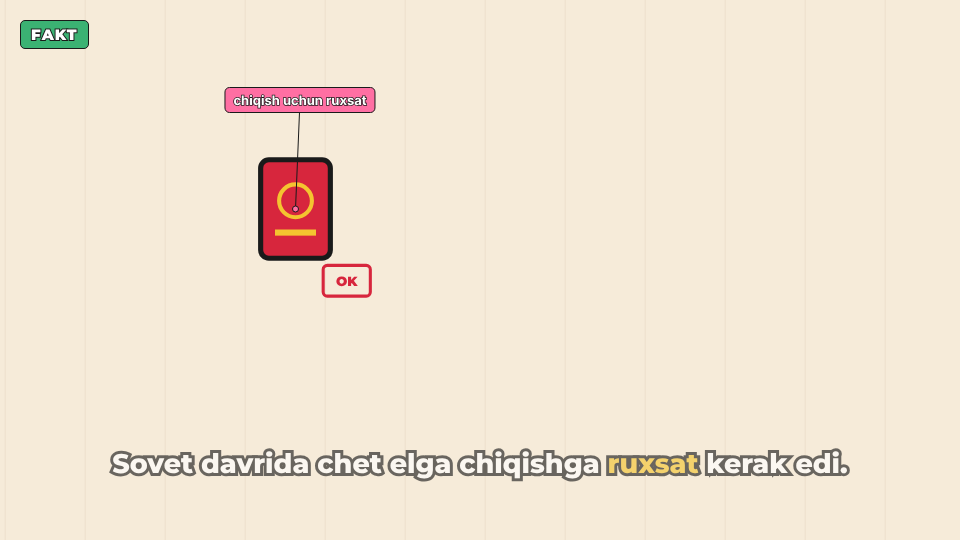 FAKT
chiqish uchun ruxsat
OK
Sovet davrida chet elga chiqishga ruxsat kerak edi.